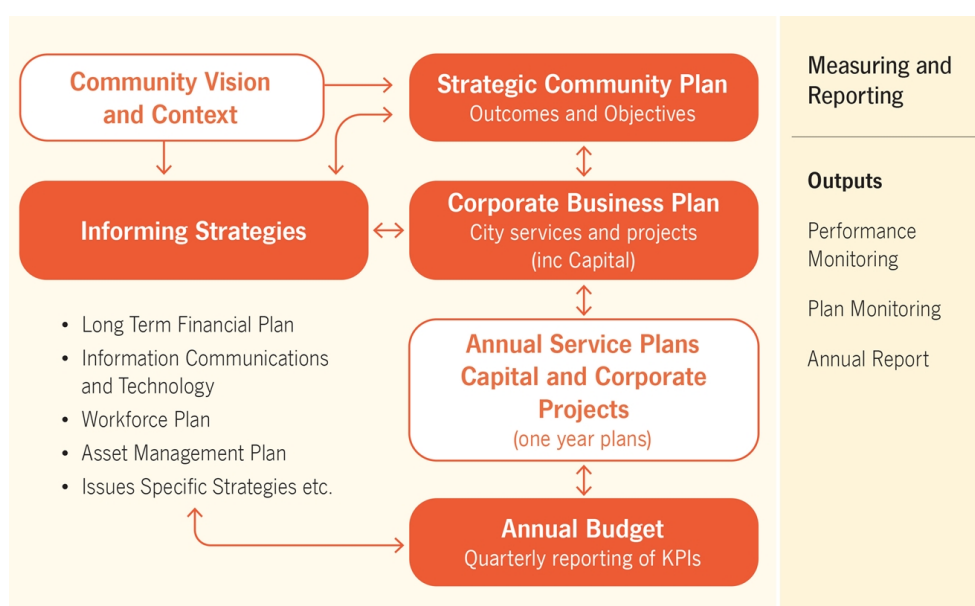 Community Vision
and Context
Strategic Community Plan
Outcomes and Objectives
Informing Strategies
Corporate Business Plan
City services and projects
(inc Capital)
• Long Term Financial Plan
• Information Communications
and Technology
• Workforce Plan
• Asset Management Plan
• Issues Specific Strategies etc.
Annual Service Plans
Capital and Corporate
Projects
(one year plans)
Annual Budget
Quarterly reporting of KPIs
Measuring and
Reporting
Outputs
Performance
Monitoring
Plan Monitoring
Annual Report